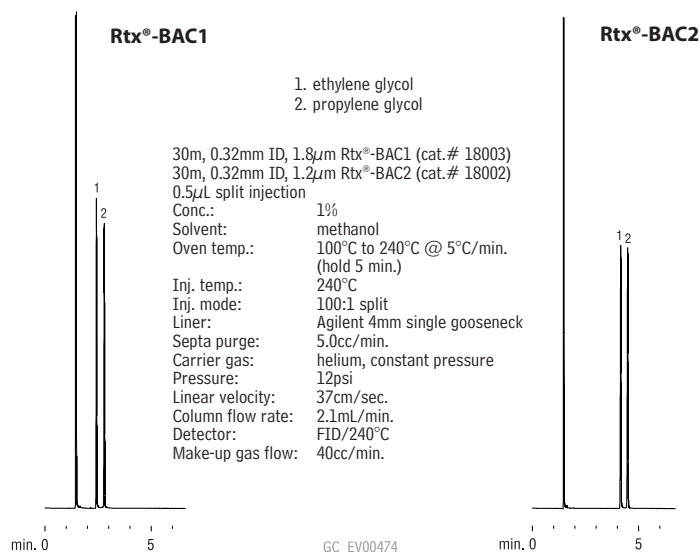 Rtx®-BAC1
Rtx®-BAC2
1. ethylene glycol
2. propylene glycol
30m, 0.32mm ID, 1.8µm Rtx®-BAC1 (cat.# 18003)
30m, 0.32mm ID, 1.2µm Rtx®-BAC2 (cat.# 18002)
0.5µL split injection
Conc.: 1%
Solvent: methanol
Oven temp.: 100°C to 240°C @ 5°C/min.
(hold 5 min.)
Inj. temp.: 240°C
Inj. mode: 100:1 split
Liner: Agilent 4mm single gooseneck
Septa purge: 5.0cc/min.
Carrier gas: helium, constant pressure
Pressure: 12psi
Linear velocity: 37cm/sec.
Column flow rate: 2.1mL/min.
Detector: FID/240°C
Make-up gas flow: 40cc/min.
1
2
1 2
min. 0 5
GC_EV00474
min. 0 5